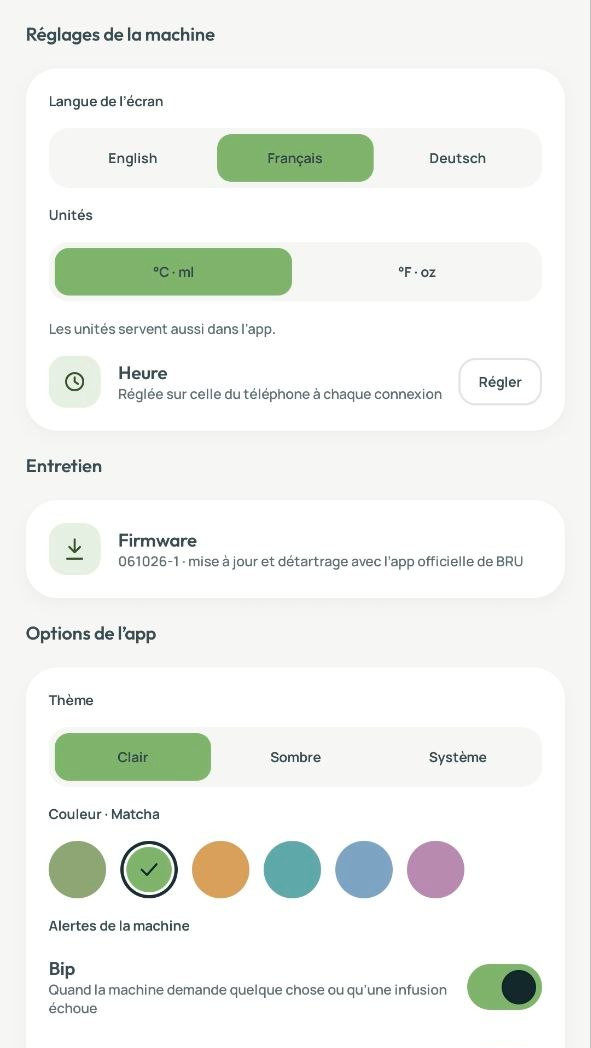 Réglages de la machine
Langue de l'écran
English Français Deutsch
Unités
°C · ml °F · oz
Les unités servent aussi dans l'app.
Heure
Réglée sur celle du téléphone à chaque connexion
Régler
Entretien
Firmware
061026-1 · mise à jour et détartrage avec l'app officielle de BRU
Options de l'app
Thème
Clair Sombre Système
Couleur · Matcha
Alertes de la machine
Bip
Quand la machine demande quelque chose ou qu'une infusion
échoue